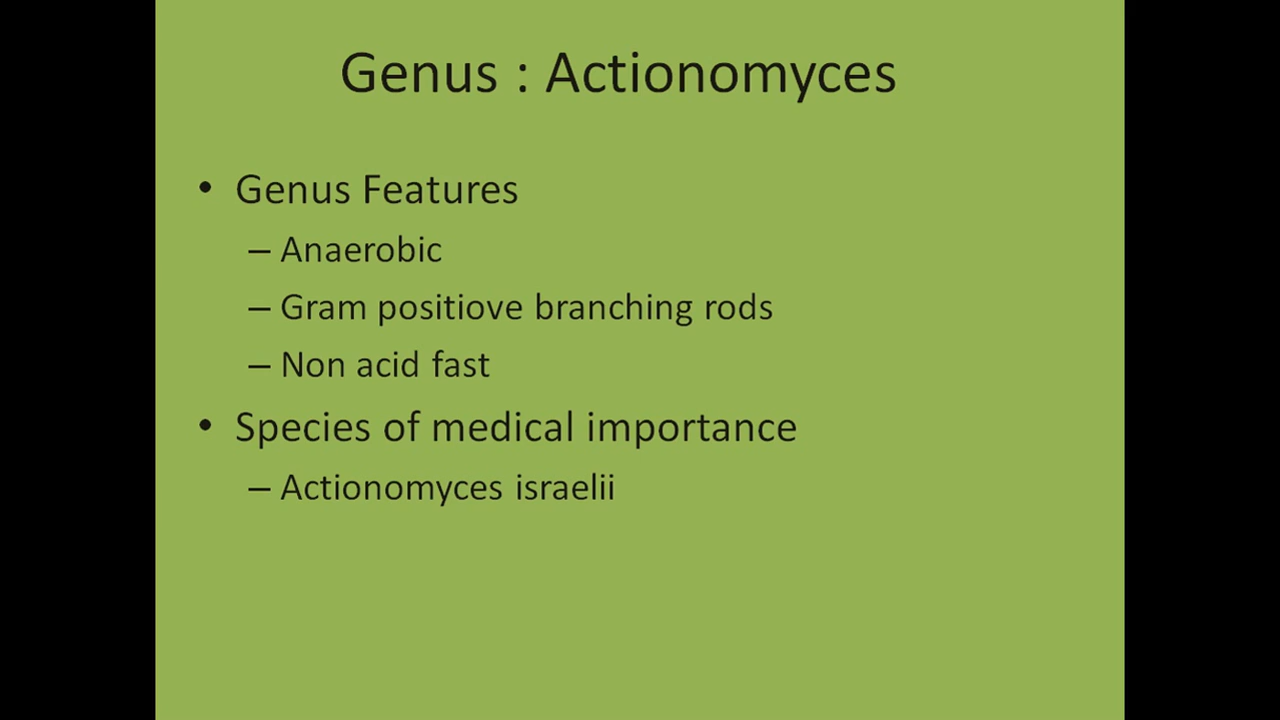 Genus : Actionomyces
• Genus Features
– Anaerobic
– Gram positiove branching rods
– Non acid fast
• Species of medical importance
– Actionomyces israelii